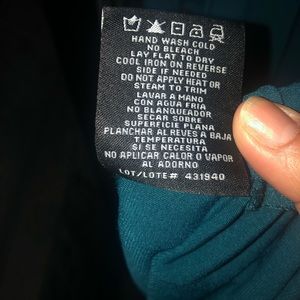 HAND WASH COLD
NO BLEACH
LAY FLAT TO DRY
COOL IRON ON REVERSE
SIDE IF NEEDED
DO NOT APPLY HEAT OR
STEAM TO TRIM
LAVAR A MANO
CON AGUA FRIA
NO BLANQUEADOR
SECAR SOBRE
SUPERFICIE PLANA
PLANCHAR AL REVES A BAJA
TEMPERATURA
SI SE NECESITA
NO APLICAR CALOR O VAPOR
AL ADORNO
LOT/LOTE# 431940